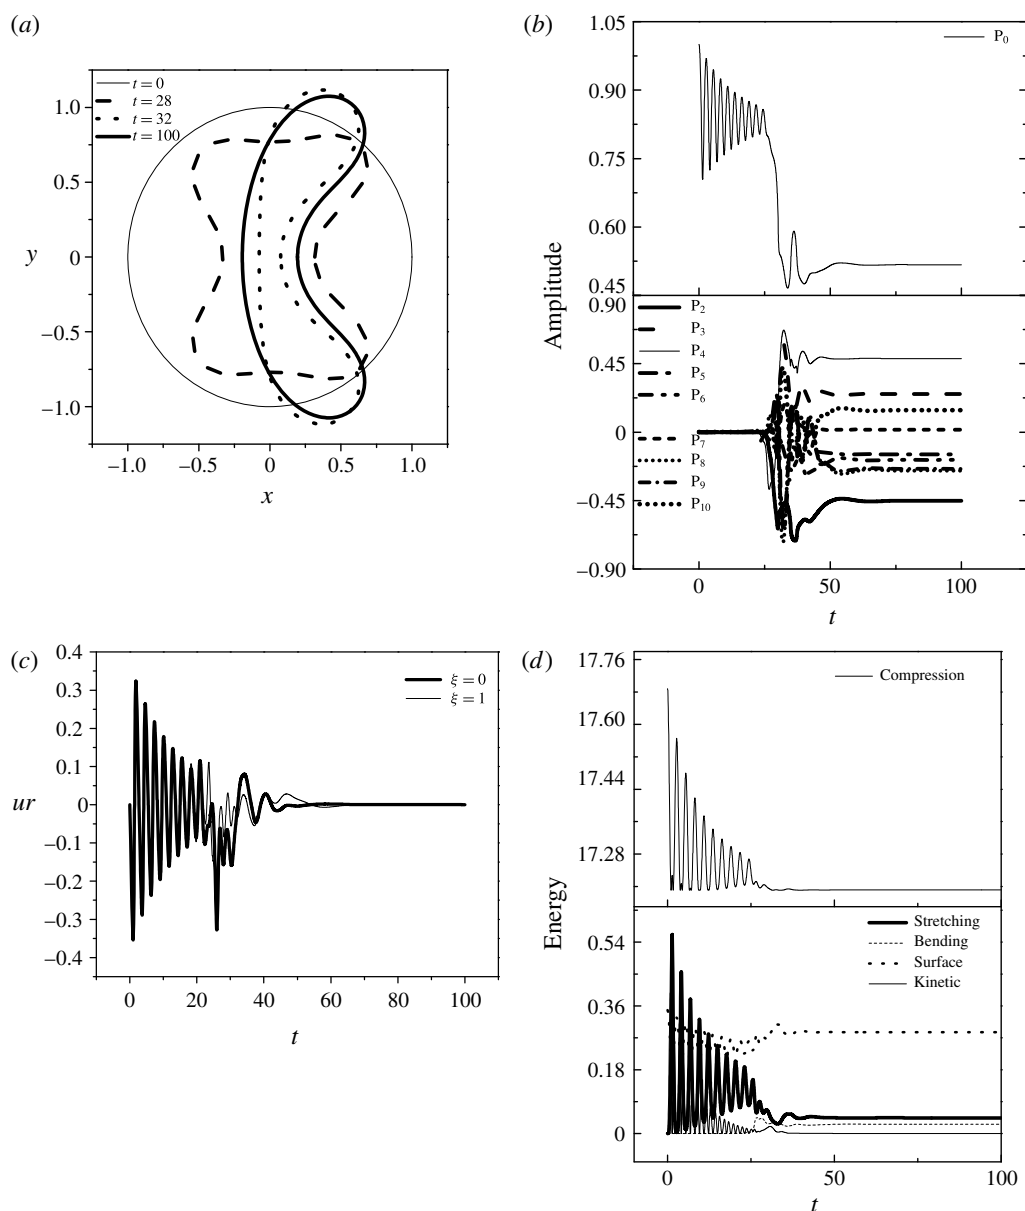 (a)
t = 0
t = 28
t = 32
t = 100
1.0
0.5
0
−0.5
−1.0
y
−1.0 −0.5 0 0.5 1.0
x
(b)
P0
1.05
0.90
0.75
0.45
0.90
0.45
0
−0.45
−0.90
Amplitude
P2
P3
P4
P5
P6
P7
P8
P9
P10
0 50 100
t
(c)
ξ = 0
ξ = 1
0.4
0.3
0.2
0.1
0
−0.1
−0.2
−0.3
−0.4
ur
0 20 40 60 80 100
t
(d)
Compression
17.76
17.60
17.44
17.28
0.54
0.36
0.18
0
Energy
Stretching
Bending
Surface
Kinetic
0 50 100
t